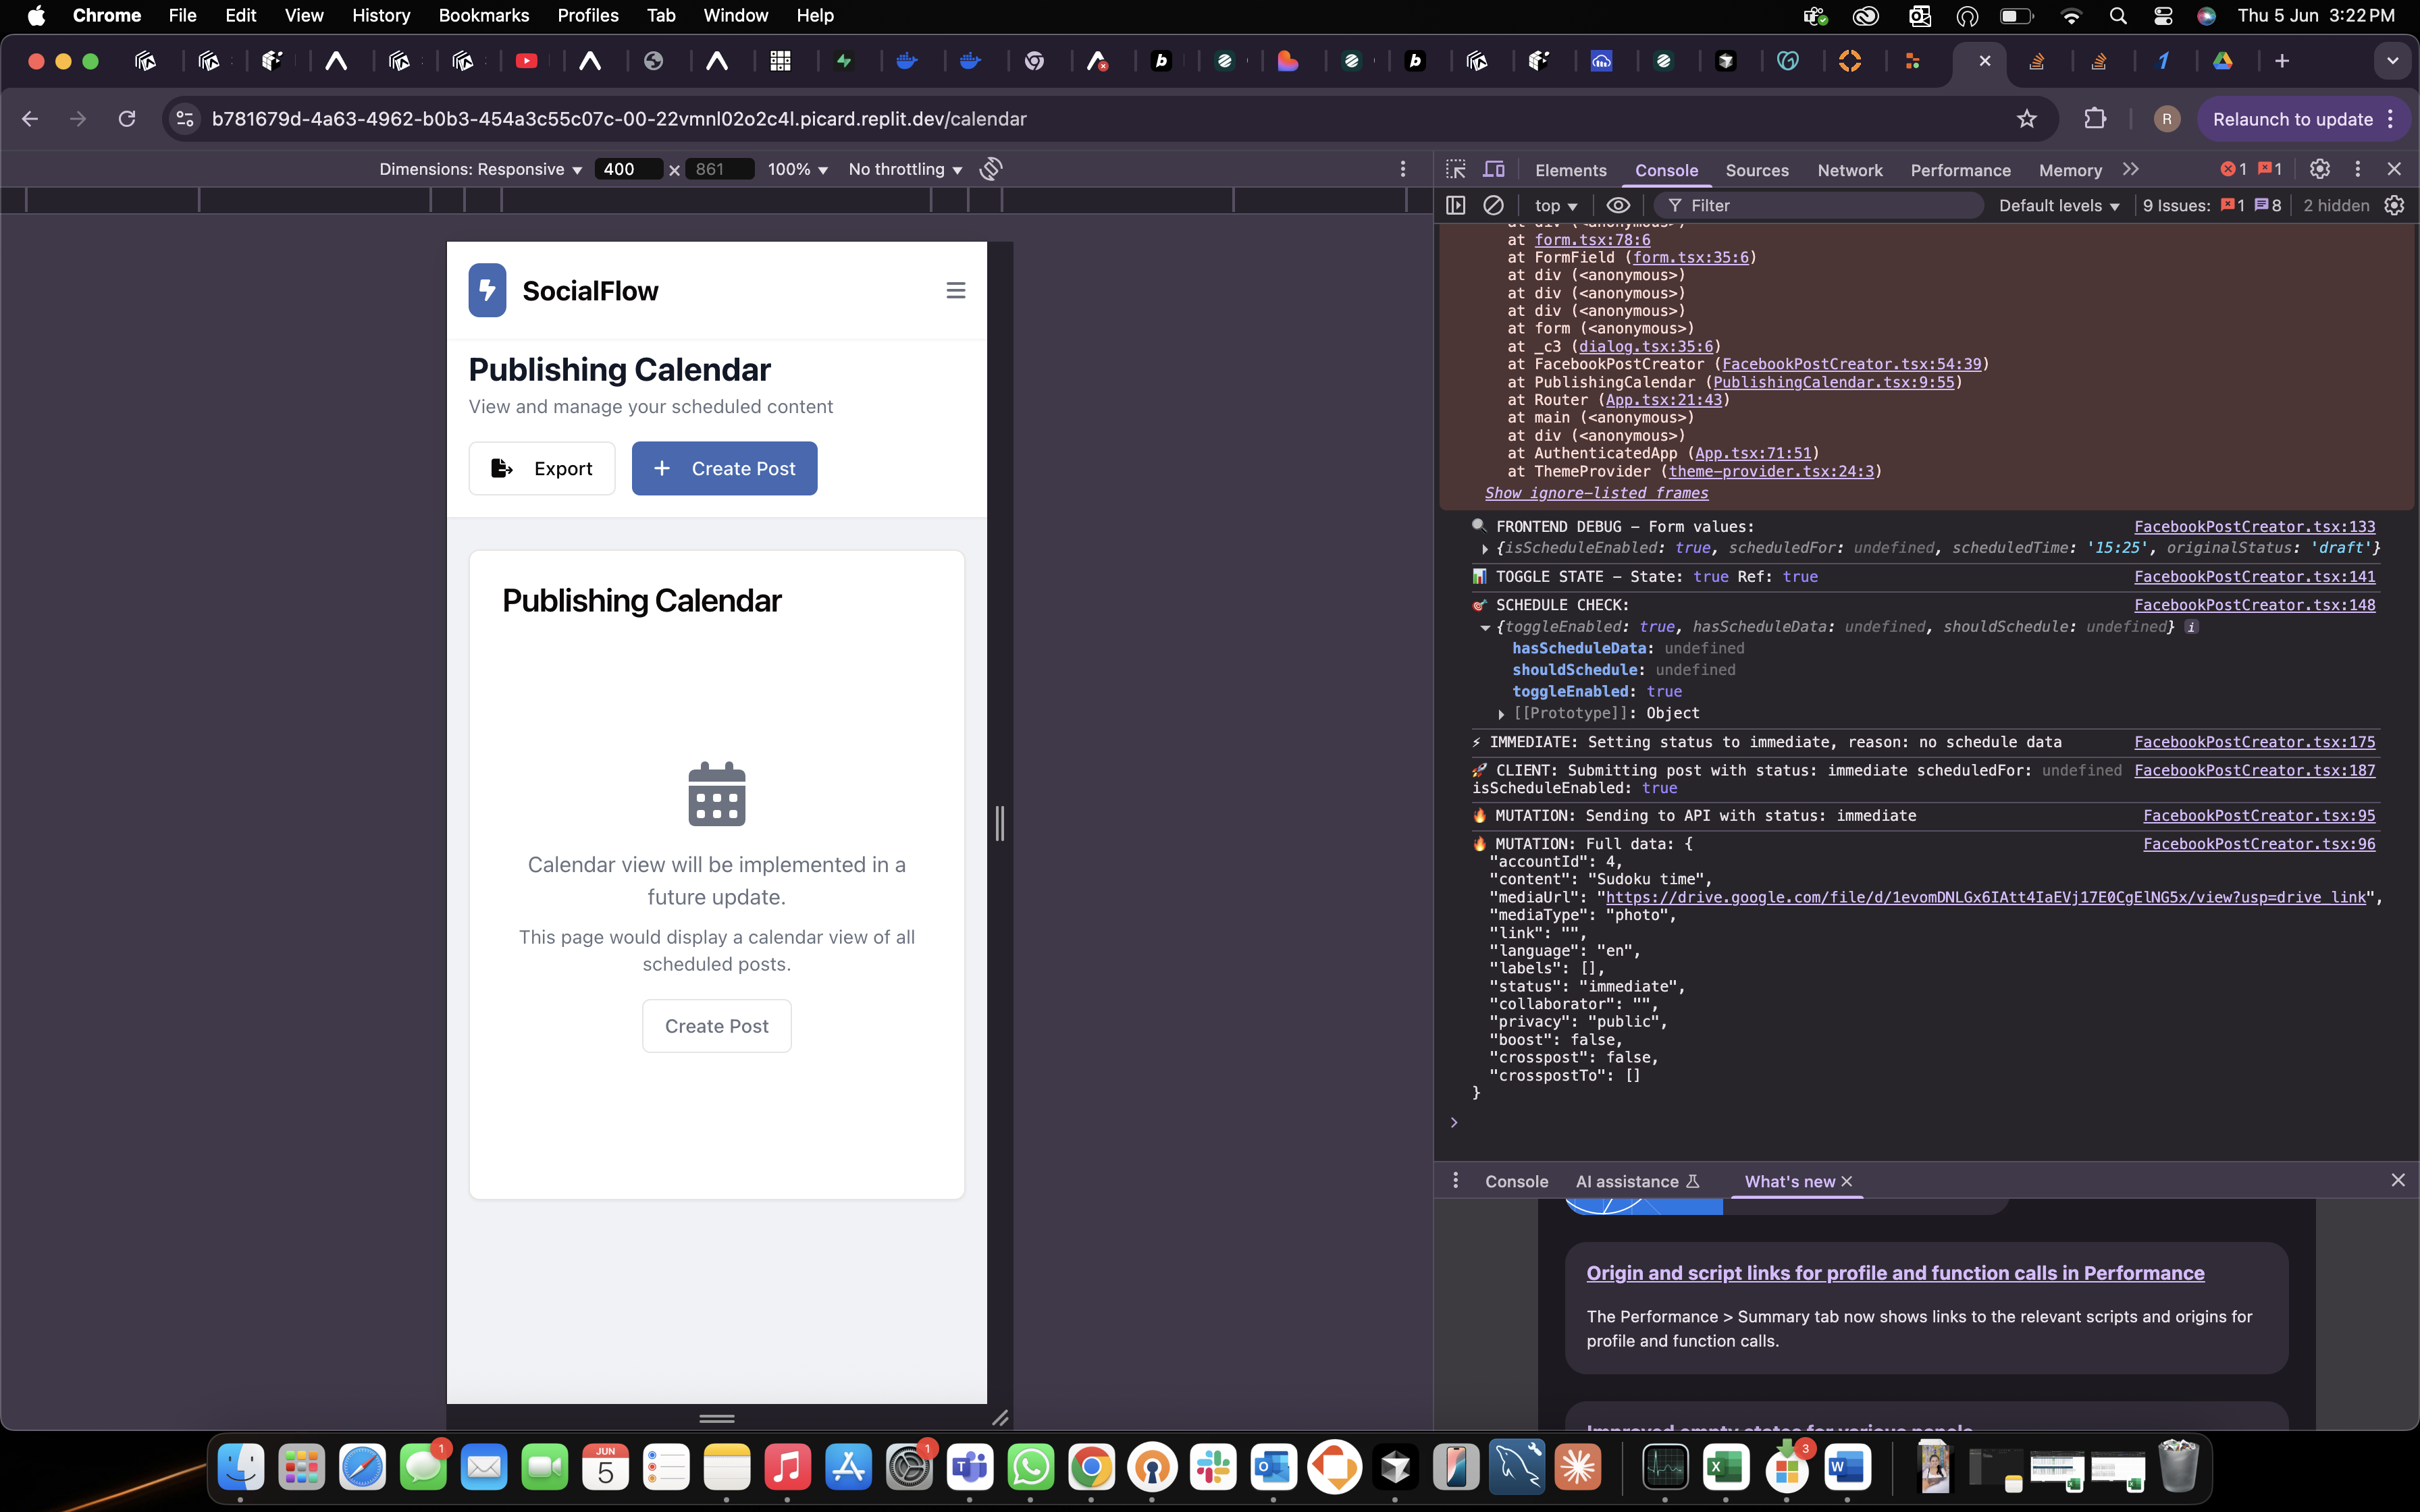 Chrome File Edit View History Bookmarks Profiles Tab Window Help
Thu 5 Jun 3:22 PM
b781679d-4a63-4962-b0b3-454a3c55c07c-00-22vmnl02o2c4l.picard.replit.dev/calendar
R
Relaunch to update
Dimensions: Responsive 400 x 861 100% No throttling
SocialFlow
Publishing Calendar
View and manage your scheduled content
Export
Create Post
Publishing Calendar
Calendar view will be implemented in a
future update.
This page would display a calendar view of all
scheduled posts.
Create Post
Elements Console Sources Network Performance Memory 1 1
top Filter Default levels 9 Issues: 1 8 2 hidden
at div (<anonymous>)
at form.tsx:78:6
at FormField (form.tsx:35:6)
at div (<anonymous>)
at div (<anonymous>)
at div (<anonymous>)
at form (<anonymous>)
at _c3 (dialog.tsx:35:6)
at FacebookPostCreator (FacebookPostCreator.tsx:54:39)
at PublishingCalendar (PublishingCalendar.tsx:9:55)
at Router (App.tsx:21:43)
at main (<anonymous>)
at div (<anonymous>)
at AuthenticatedApp (App.tsx:71:51)
at ThemeProvider (theme-provider.tsx:24:3)
Show ignore-listed frames
FRONTEND DEBUG – Form values: FacebookPostCreator.tsx:133
{isScheduleEnabled: true, scheduledFor: undefined, scheduledTime: '15:25', originalStatus: 'draft'}
TOGGLE STATE – State: true Ref: true FacebookPostCreator.tsx:141
SCHEDULE CHECK: FacebookPostCreator.tsx:148
{toggleEnabled: true, hasScheduleData: undefined, shouldSchedule: undefined} i
hasScheduleData: undefined
shouldSchedule: undefined
toggleEnabled: true
[[Prototype]]: Object
⚡ IMMEDIATE: Setting status to immediate, reason: no schedule data FacebookPostCreator.tsx:175
🚀 CLIENT: Submitting post with status: immediate scheduledFor: undefined FacebookPostCreator.tsx:187
isScheduleEnabled: true
🔥 MUTATION: Sending to API with status: immediate FacebookPostCreator.tsx:95
🔥 MUTATION: Full data: { FacebookPostCreator.tsx:96
"accountId": 4,
"content": "Sudoku time",
"mediaUrl": "https://drive.google.com/file/d/1evomDNLGx6IAtt4IaEVj17E0CgElNG5x/view?usp=drive_link",
"mediaType": "photo",
"link": "",
"language": "en",
"labels": [],
"status": "immediate",
"collaborator": "",
"privacy": "public",
"boost": false,
"crosspost": false,
"crosspostTo": []
}
Console AI assistance What's new
Origin and script links for profile and function calls in Performance
The Performance > Summary tab now shows links to the relevant scripts and origins for
profile and function calls.
Improved empty states for various panels
1 JUN 5 1 3